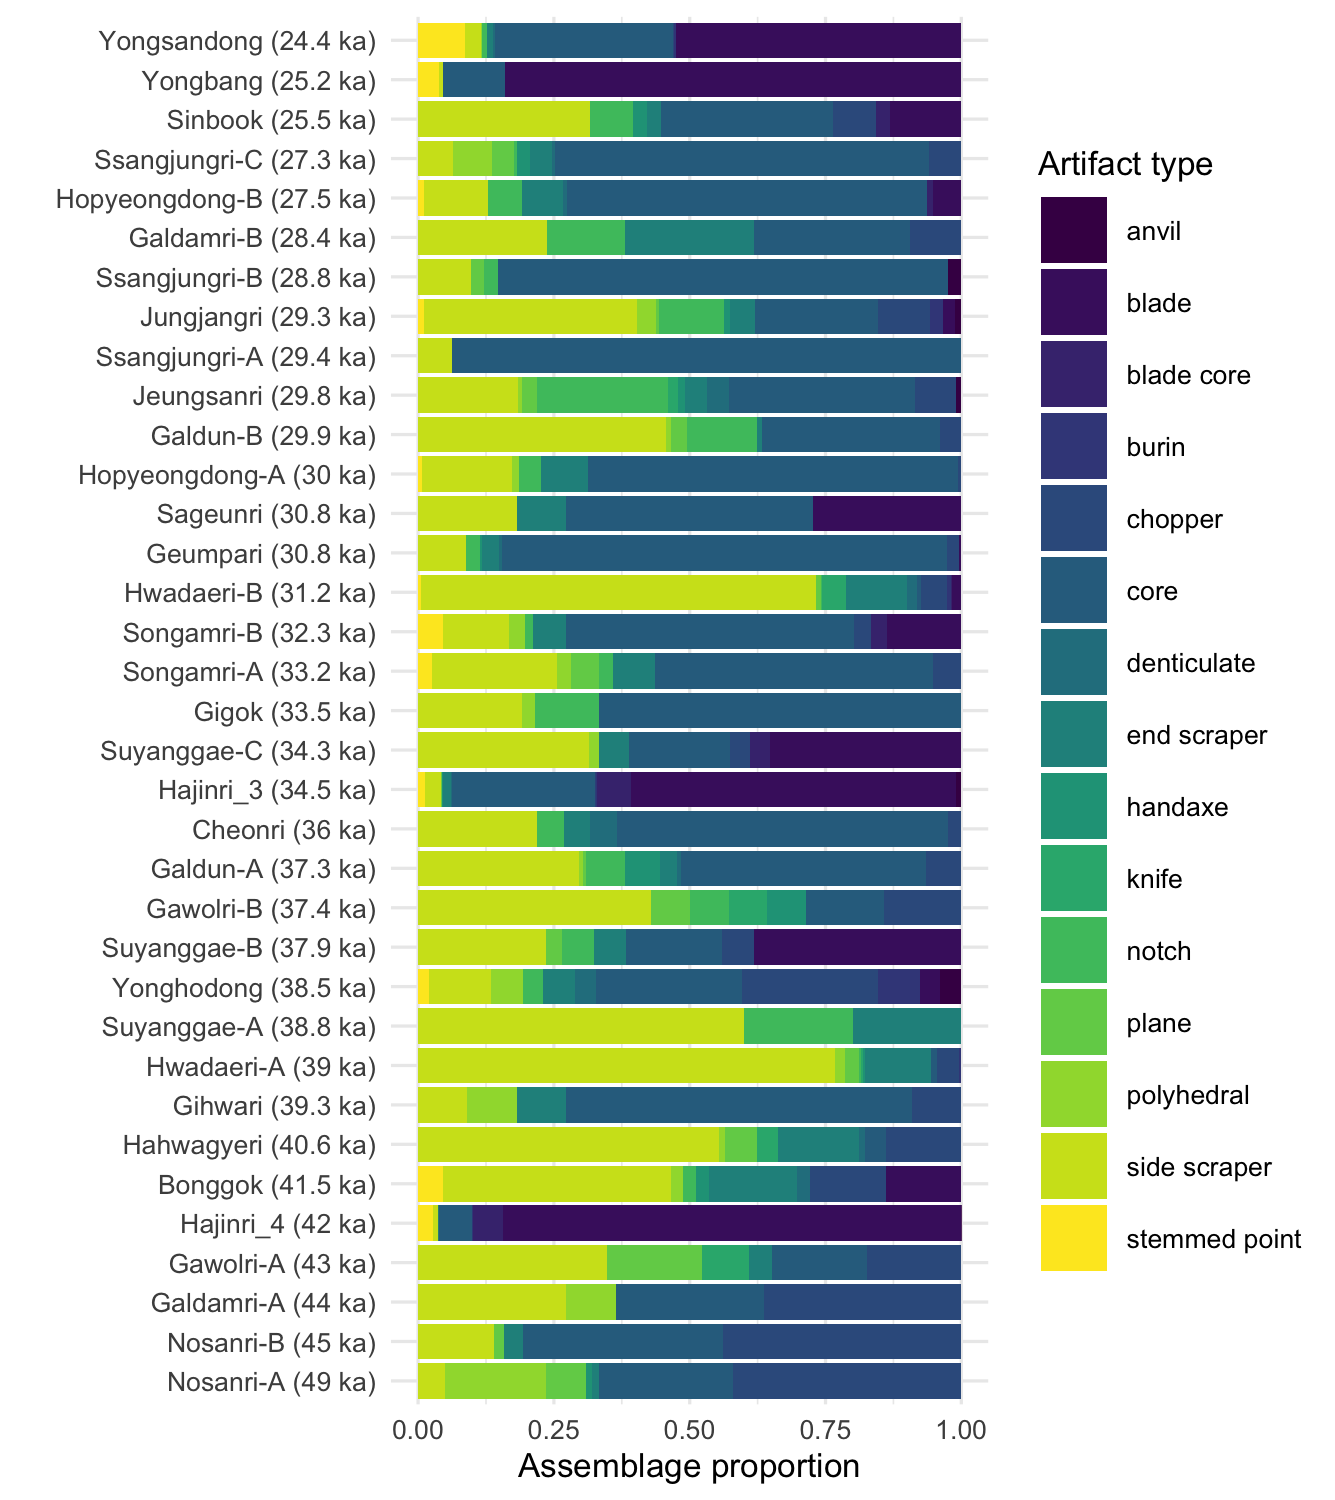 Yongsandong (24.4 ka)
Yongbang (25.2 ka)
Sinbook (25.5 ka)
Ssangjungri-C (27.3 ka)
Hopyeongdong-B (27.5 ka)
Galdamri-B (28.4 ka)
Ssangjungri-B (28.8 ka)
Jungjangri (29.3 ka)
Ssangjungri-A (29.4 ka)
Jeungsanri (29.8 ka)
Galdun-B (29.9 ka)
Hopyeongdong-A (30 ka)
Sageunri (30.8 ka)
Geumpari (30.8 ka)
Hwadaeri-B (31.2 ka)
Songamri-B (32.3 ka)
Songamri-A (33.2 ka)
Gigok (33.5 ka)
Suyanggae-C (34.3 ka)
Hajinri_3 (34.5 ka)
Cheonri (36 ka)
Galdun-A (37.3 ka)
Gawolri-B (37.4 ka)
Suyanggae-B (37.9 ka)
Yonghodong (38.5 ka)
Suyanggae-A (38.8 ka)
Hwadaeri-A (39 ka)
Gihwari (39.3 ka)
Hahwagyeri (40.6 ka)
Bonggok (41.5 ka)
Hajinri_4 (42 ka)
Gawolri-A (43 ka)
Galdamri-A (44 ka)
Nosanri-B (45 ka)
Nosanri-A (49 ka)
0.00 0.25 0.50 0.75 1.00
Assemblage proportion
Artifact type
anvil
blade
blade core
burin
chopper
core
denticulate
end scraper
handaxe
knife
notch
plane
polyhedral
side scraper
stemmed point